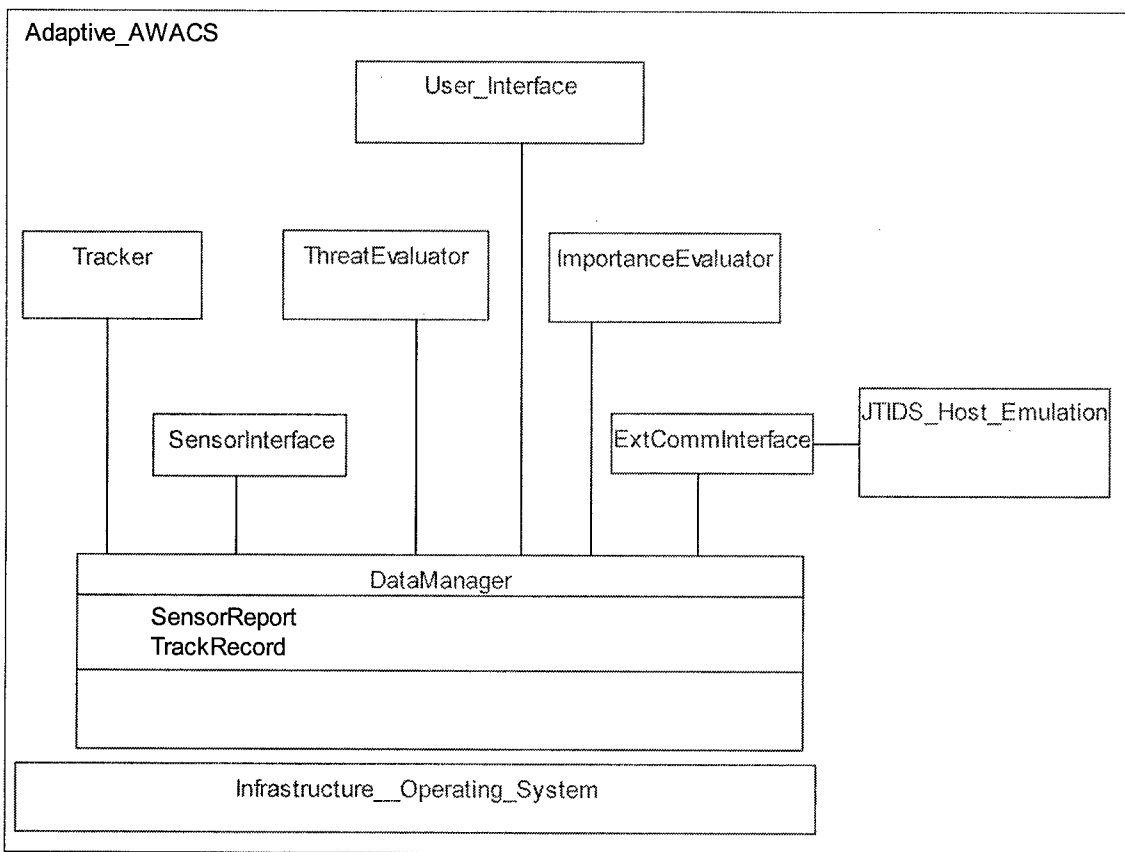 Adaptive_AWACS
User_Interface
Tracker
ThreatEvaluator
ImportanceEvaluator
SensorInterface
ExtCommInterface
JTIDS_Host_Emulation
DataManager
SensorReport
TrackRecord
Infrastructure__Operating_System